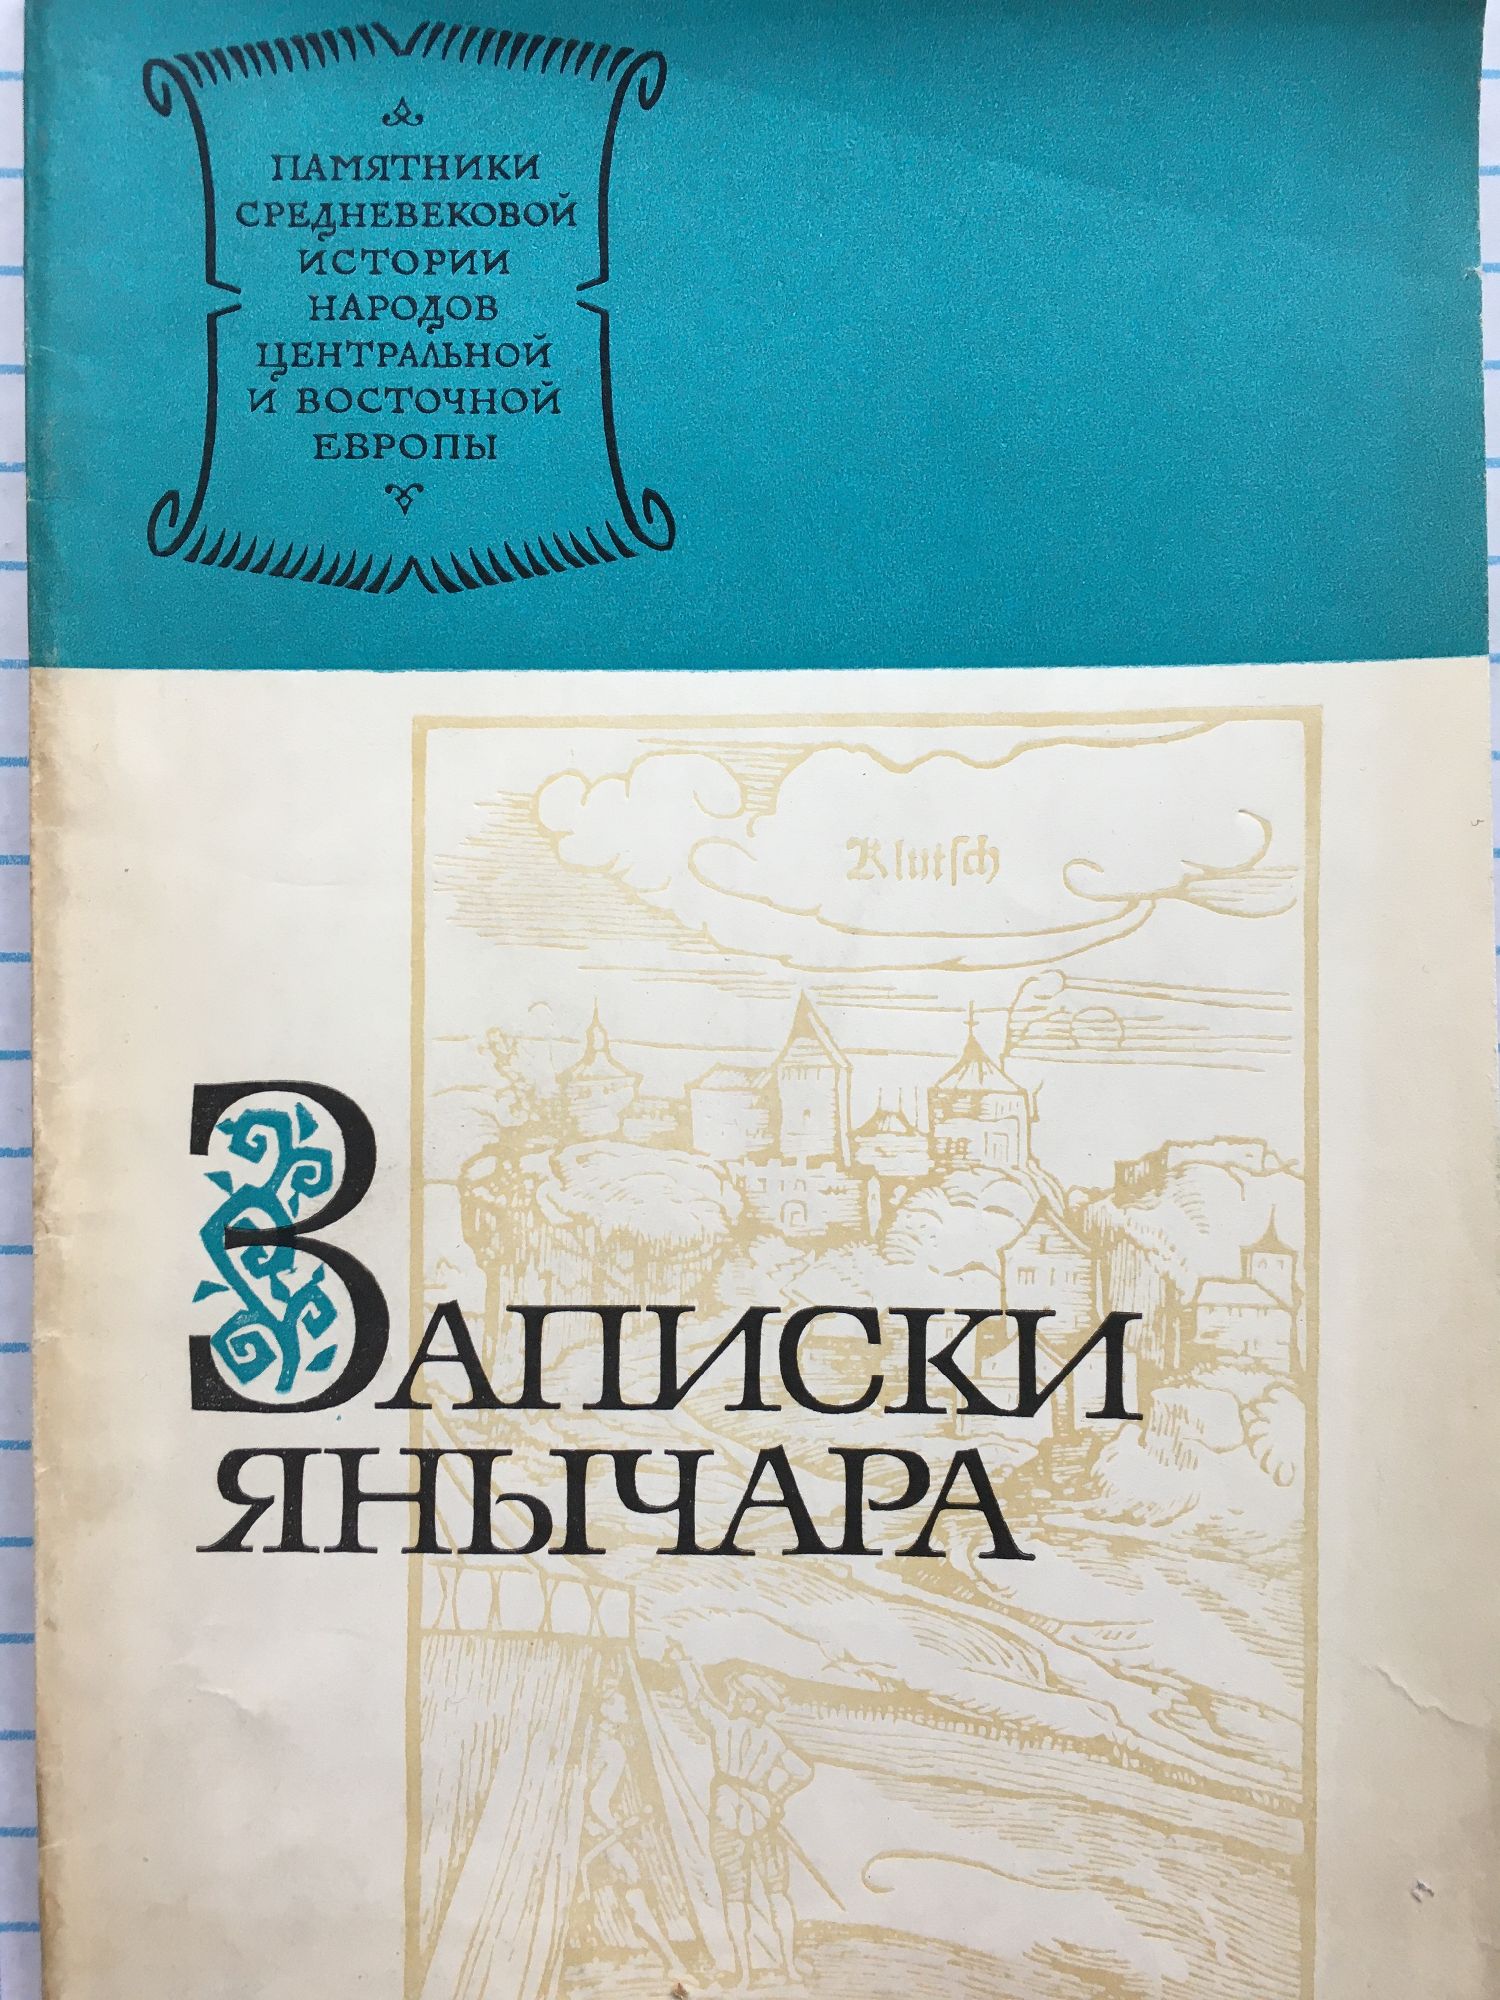 ПАМЯТНИКИ
СРЕДНЕВЕКОВОЙ
ИСТОРИИ
НАРОДОВ
ЦЕНТРАЛЬНОЙ
И ВОСТОЧНОЙ
ЕВРОПЫ
Klutsch
ЗАПИСКИ
ЯНЫЧАРА